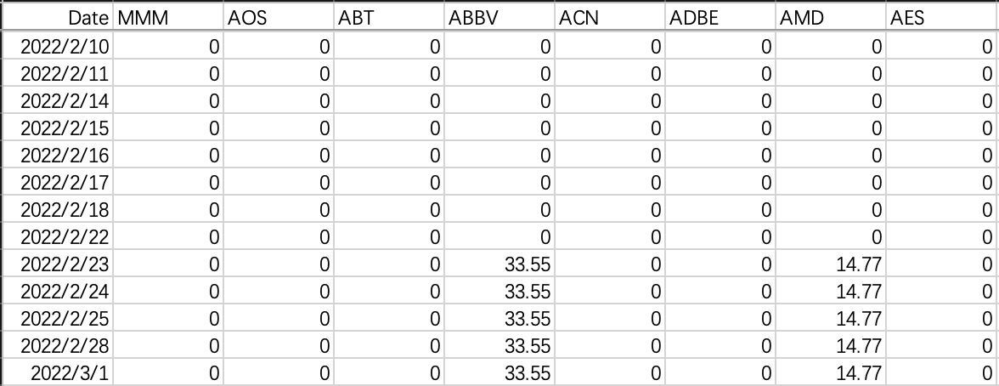 Date MMM AOS ABT ABBV ACN ADBE AMD AES
2022/2/10 0 0 0 0 0 0 0 0
2022/2/11 0 0 0 0 0 0 0 0
2022/2/14 0 0 0 0 0 0 0 0
2022/2/15 0 0 0 0 0 0 0 0
2022/2/16 0 0 0 0 0 0 0 0
2022/2/17 0 0 0 0 0 0 0 0
2022/2/18 0 0 0 0 0 0 0 0
2022/2/22 0 0 0 0 0 0 0 0
2022/2/23 0 0 0 33.55 0 0 14.77 0
2022/2/24 0 0 0 33.55 0 0 14.77 0
2022/2/25 0 0 0 33.55 0 0 14.77 0
2022/2/28 0 0 0 33.55 0 0 14.77 0
2022/3/1 0 0 0 33.55 0 0 14.77 0